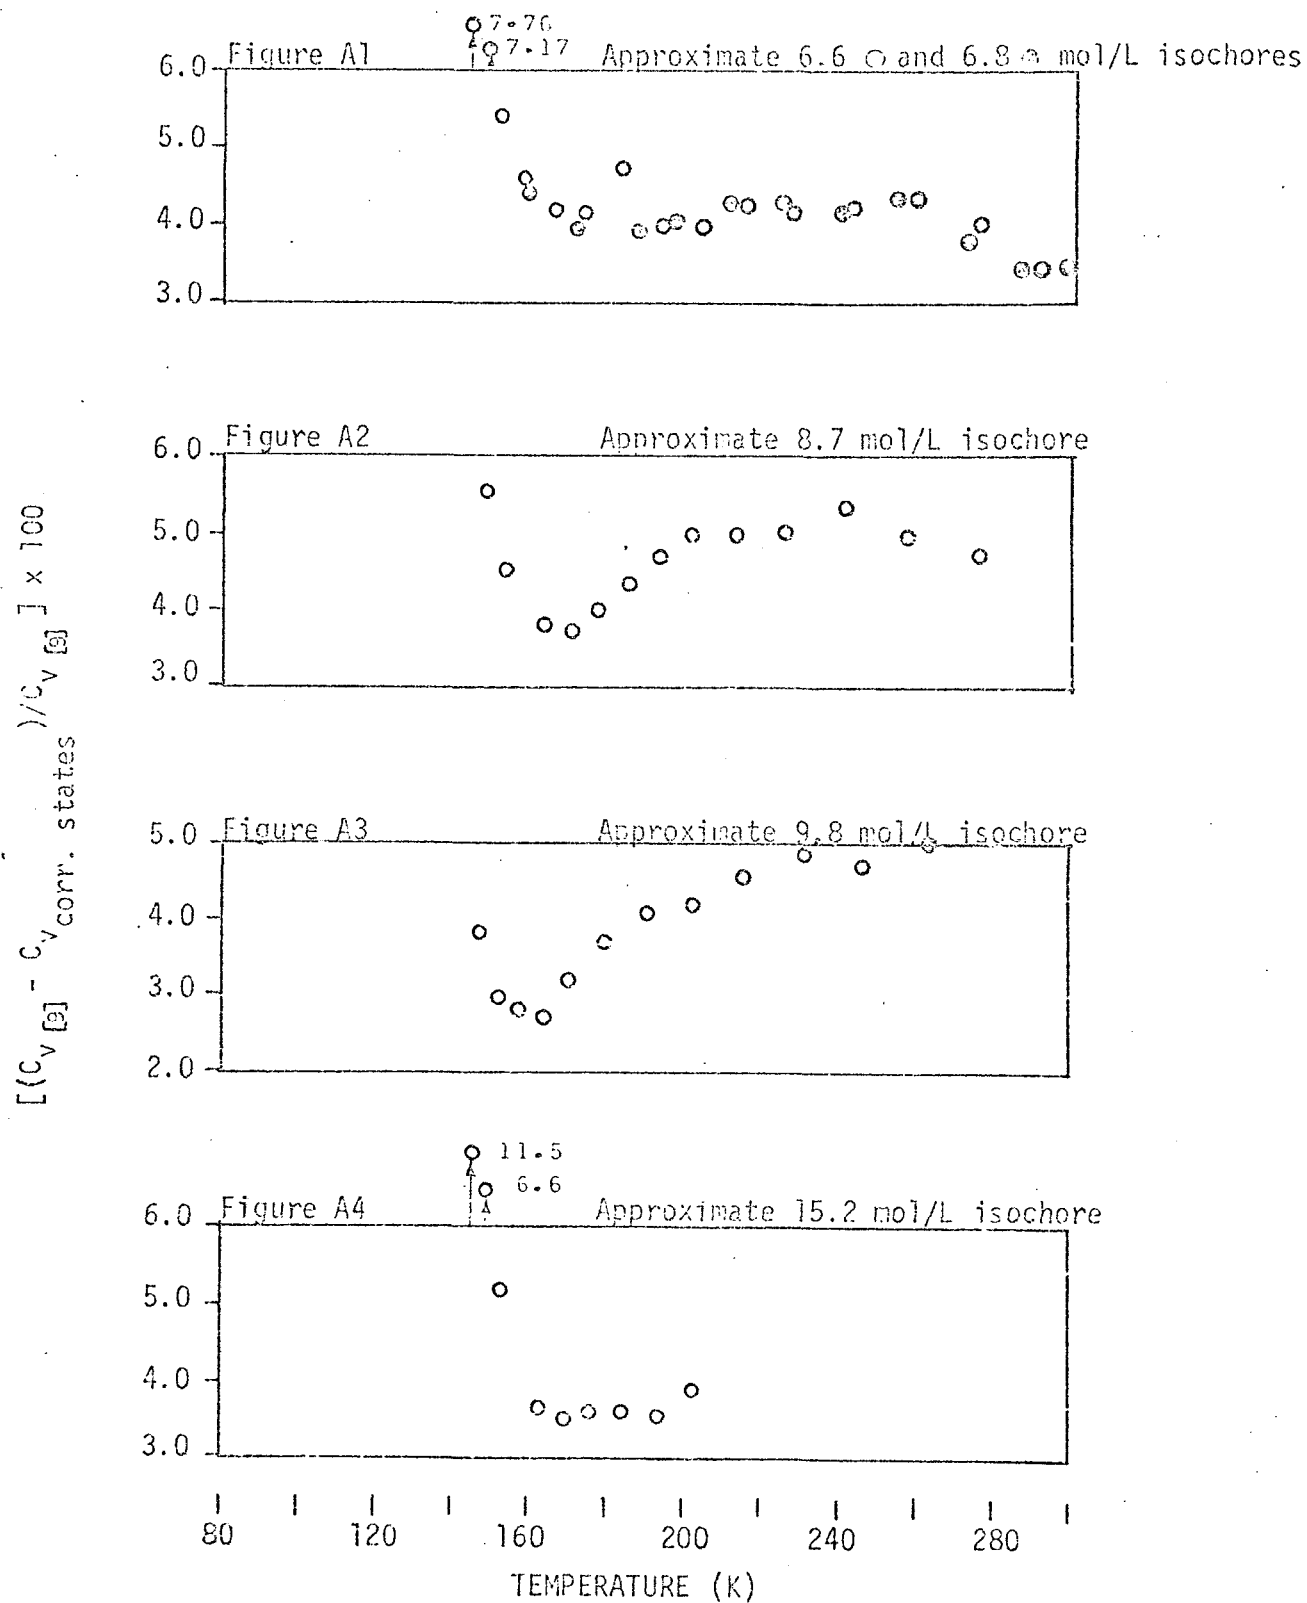 7.76
7.17
Figure A1 Approximate 6.6 and 6.8 mol/L isochores
6.0
5.0
4.0
3.0
Figure A2 Approximate 8.7 mol/L isochore
6.0
5.0
4.0
3.0
[(Cv [9] - Cv corr. states )/Cv [9] ] x 100
Figure A3 Approximate 9.8 mol/L isochore
5.0
4.0
3.0
2.0
11.5
6.6
Figure A4 Approximate 15.2 mol/L isochore
6.0
5.0
4.0
3.0
80 120 160 200 240 280
TEMPERATURE (K)